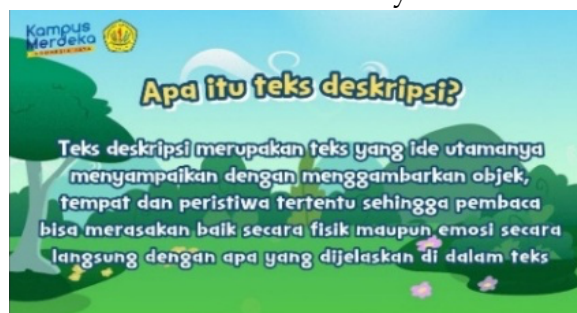 Kampus
Merdeka
Apa itu teks deskripsi?
Teks deskripsi merupakan teks yang ide utamanya
menyampaikan dengan menggambarkan objek,
tempat dan peristiwa tertentu sehingga pembaca
bisa merasakan baik secara fisik maupun emosi secara
langsung dengan apa yang dijelaskan di dalam teks